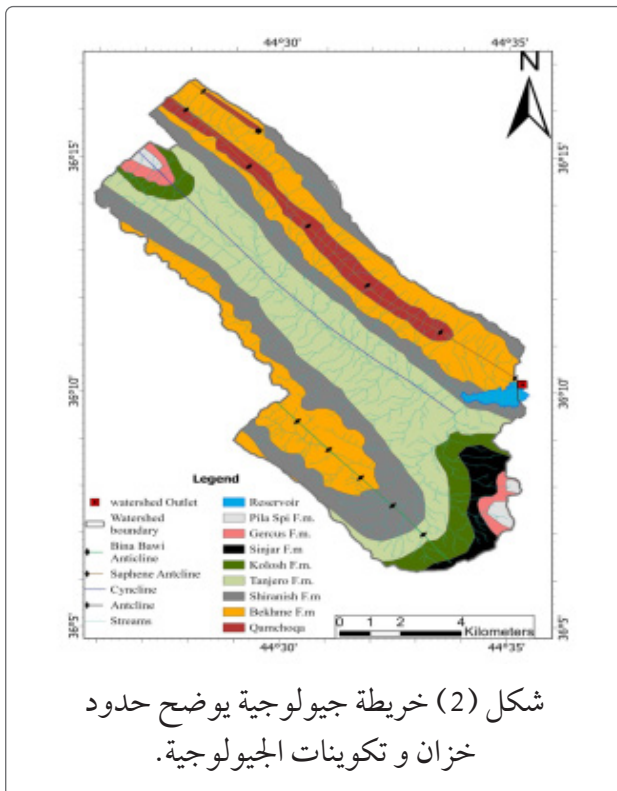 44°30'
44°35'
N
36°15'
36°15'
36°10'
36°10'
36°5'
36°5'
Legend
watershed Outlet
Watershed
boundary
Bina Bawi
Anticline
Saphene Antcline
Cyncline
Antcline
Streams
Reservoir
Pila Spi F.m.
Gercus F.m.
Sinjar F.m
Kolosh F.m.
Tanjero F.m.
Shiranish F.m
Bekhme F.m
Qamchoqa
0 1 2 4
Kilometers
44°30'
44°35'
شكل (2) خريطة جيولوجية يوضح حدود
خزان و تكوينات الجيولوجية.